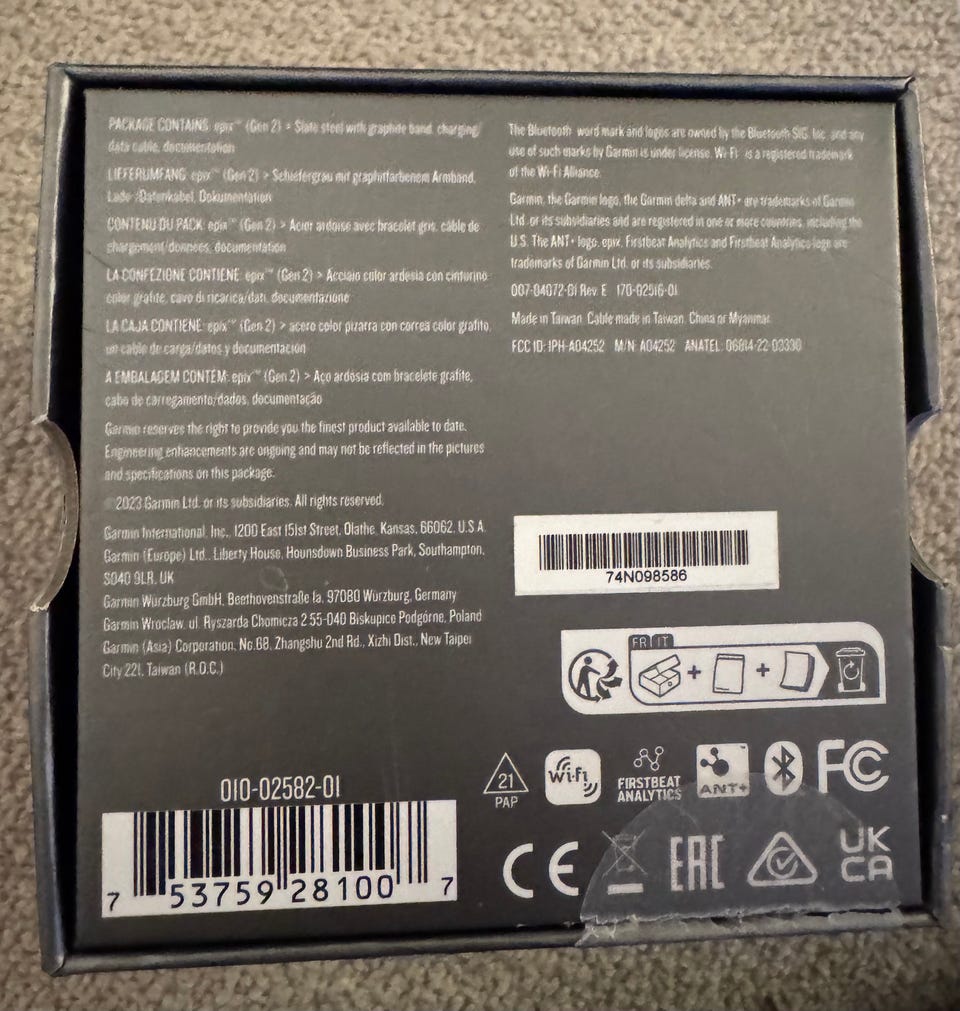 PACKAGE CONTAINS: epix™ (Gen 2) > Slate steel with graphite band, charging/
data cable, documentation
LIEFERUMFANG: epix™ (Gen 2) > Schiefergrau mit graphitfarbenem Armband,
Lade-/Datenkabel, Dokumentation
CONTENU DU PACK: epix™ (Gen 2) > Acier ardoise avec bracelet gris, câble de
chargement/données, documentation
LA CONFEZIONE CONTIENE: epix™ (Gen 2) > Acciaio color ardesia con cinturino
color grafite, cavo di ricarica/dati, documentazione
LA CAJA CONTIENE: epix™ (Gen 2) > acero color pizarra con correa color grafito,
un cable de carga/datos y documentación
A EMBALAGEM CONTÉM: epix™ (Gen 2) > Aço ardósia com bracelete grafite,
cabo de carregamento/dados, documentação
Garmin reserves the right to provide you the finest product available to date.
Engineering enhancements are ongoing and may not be reflected in the pictures
and specifications on this package.
©2023 Garmin Ltd. or its subsidiaries. All rights reserved.
Garmin International, Inc., 1200 East 151st Street, Olathe, Kansas, 66062, U.S.A.
Garmin (Europe) Ltd., Liberty House, Hounsdown Business Park, Southampton,
SO40 9LR, UK
Garmin Würzburg GmbH, Beethovenstraße 1a, 97080 Würzburg, Germany
Garmin Wroclaw, ul. Ryszarda Chomicza 2 55-040 Biskupice Podgórne, Poland
Garmin (Asia) Corporation, No.68, Zhangshu 2nd Rd., Xizhi Dist., New Taipei
City 221, Taiwan (R.O.C.)
The Bluetooth® word mark and logos are owned by the Bluetooth SIG, Inc. and any
use of such marks by Garmin is under license. Wi-Fi® is a registered trademark
of the Wi-Fi Alliance.
Garmin, the Garmin logo, the Garmin delta and ANT+ are trademarks of Garmin
Ltd. or its subsidiaries and are registered in one or more countries, including the
U.S. The ANT+ logo, epix, Firstbeat Analytics and Firstbeat Analytics logo are
trademarks of Garmin Ltd. or its subsidiaries.
007-04072-01 Rev. E 170-02916-01
Made in Taiwan. Cable made in Taiwan, China or Myanmar.
FCC ID: IPH-A04252 M/N: A04252 ANATEL: 06814-22-03330
74N098586
FR IT
21
PAP
Wi-Fi
FIRSTBEAT
ANALYTICS
ANT+
FC
CE
EAC
UK
CA
010-02582-01
7 53759 28100 7